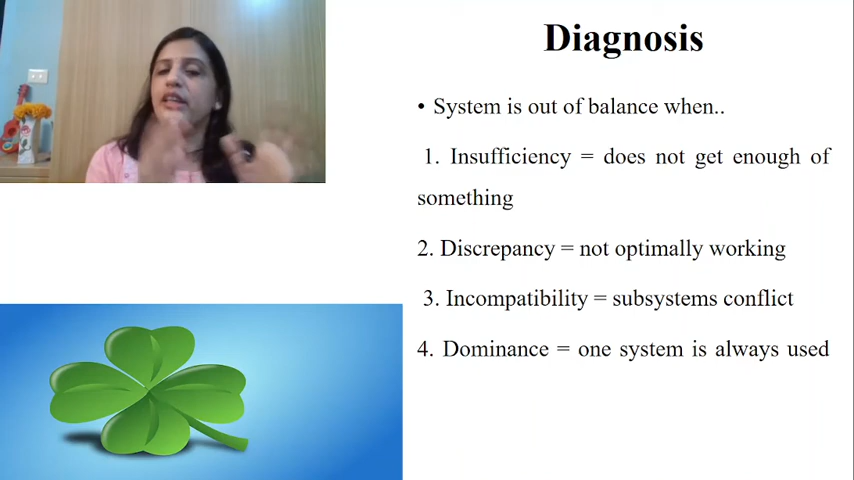 Diagnosis
• System is out of balance when..
1. Insufficiency = does not get enough of
something
2. Discrepancy = not optimally working
3. Incompatibility = subsystems conflict
4. Dominance = one system is always used